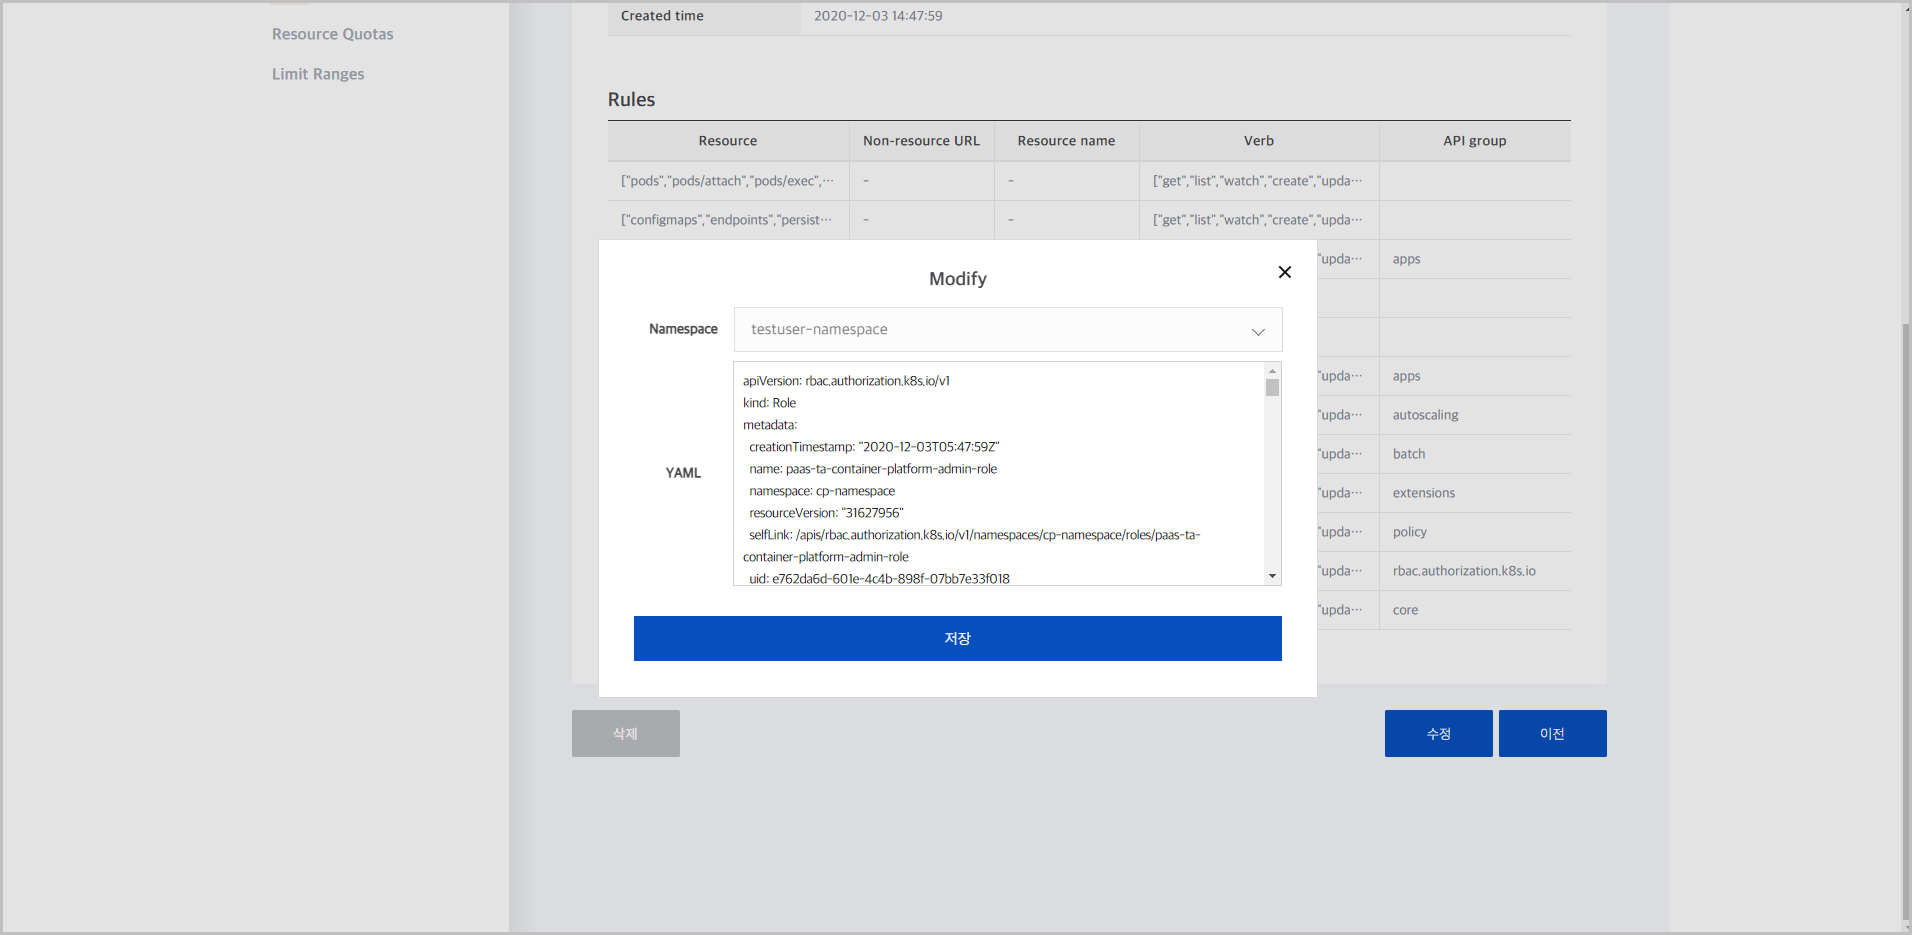 Created time 2020-12-03 14:47:59
Resource Quotas
Limit Ranges
Rules
Resource Non-resource URL Resource name Verb API group
["pods","pods/attach","pods/exec",··· - - ["get","list","watch","create","upda···
["configmaps","endpoints","persist··· - - ["get","list","watch","create","upda···
"upda··· apps
Modify
Namespace testuser-namespace
YAML
apiVersion: rbac.authorization.k8s.io/v1
kind: Role
metadata:
creationTimestamp: "2020-12-03T05:47:59Z"
name: paas-ta-container-platform-admin-role
namespace: cp-namespace
resourceVersion: "31627956"
selfLink: /apis/rbac.authorization.k8s.io/v1/namespaces/cp-namespace/roles/paas-ta-
container-platform-admin-role
uid: e762da6d-601e-4c4b-898f-07bb7e33f018
저장
"upda··· apps
"upda··· autoscaling
"upda··· batch
"upda··· extensions
"upda··· policy
"upda··· rbac.authorization.k8s.io
"upda··· core
삭제 수정 이전